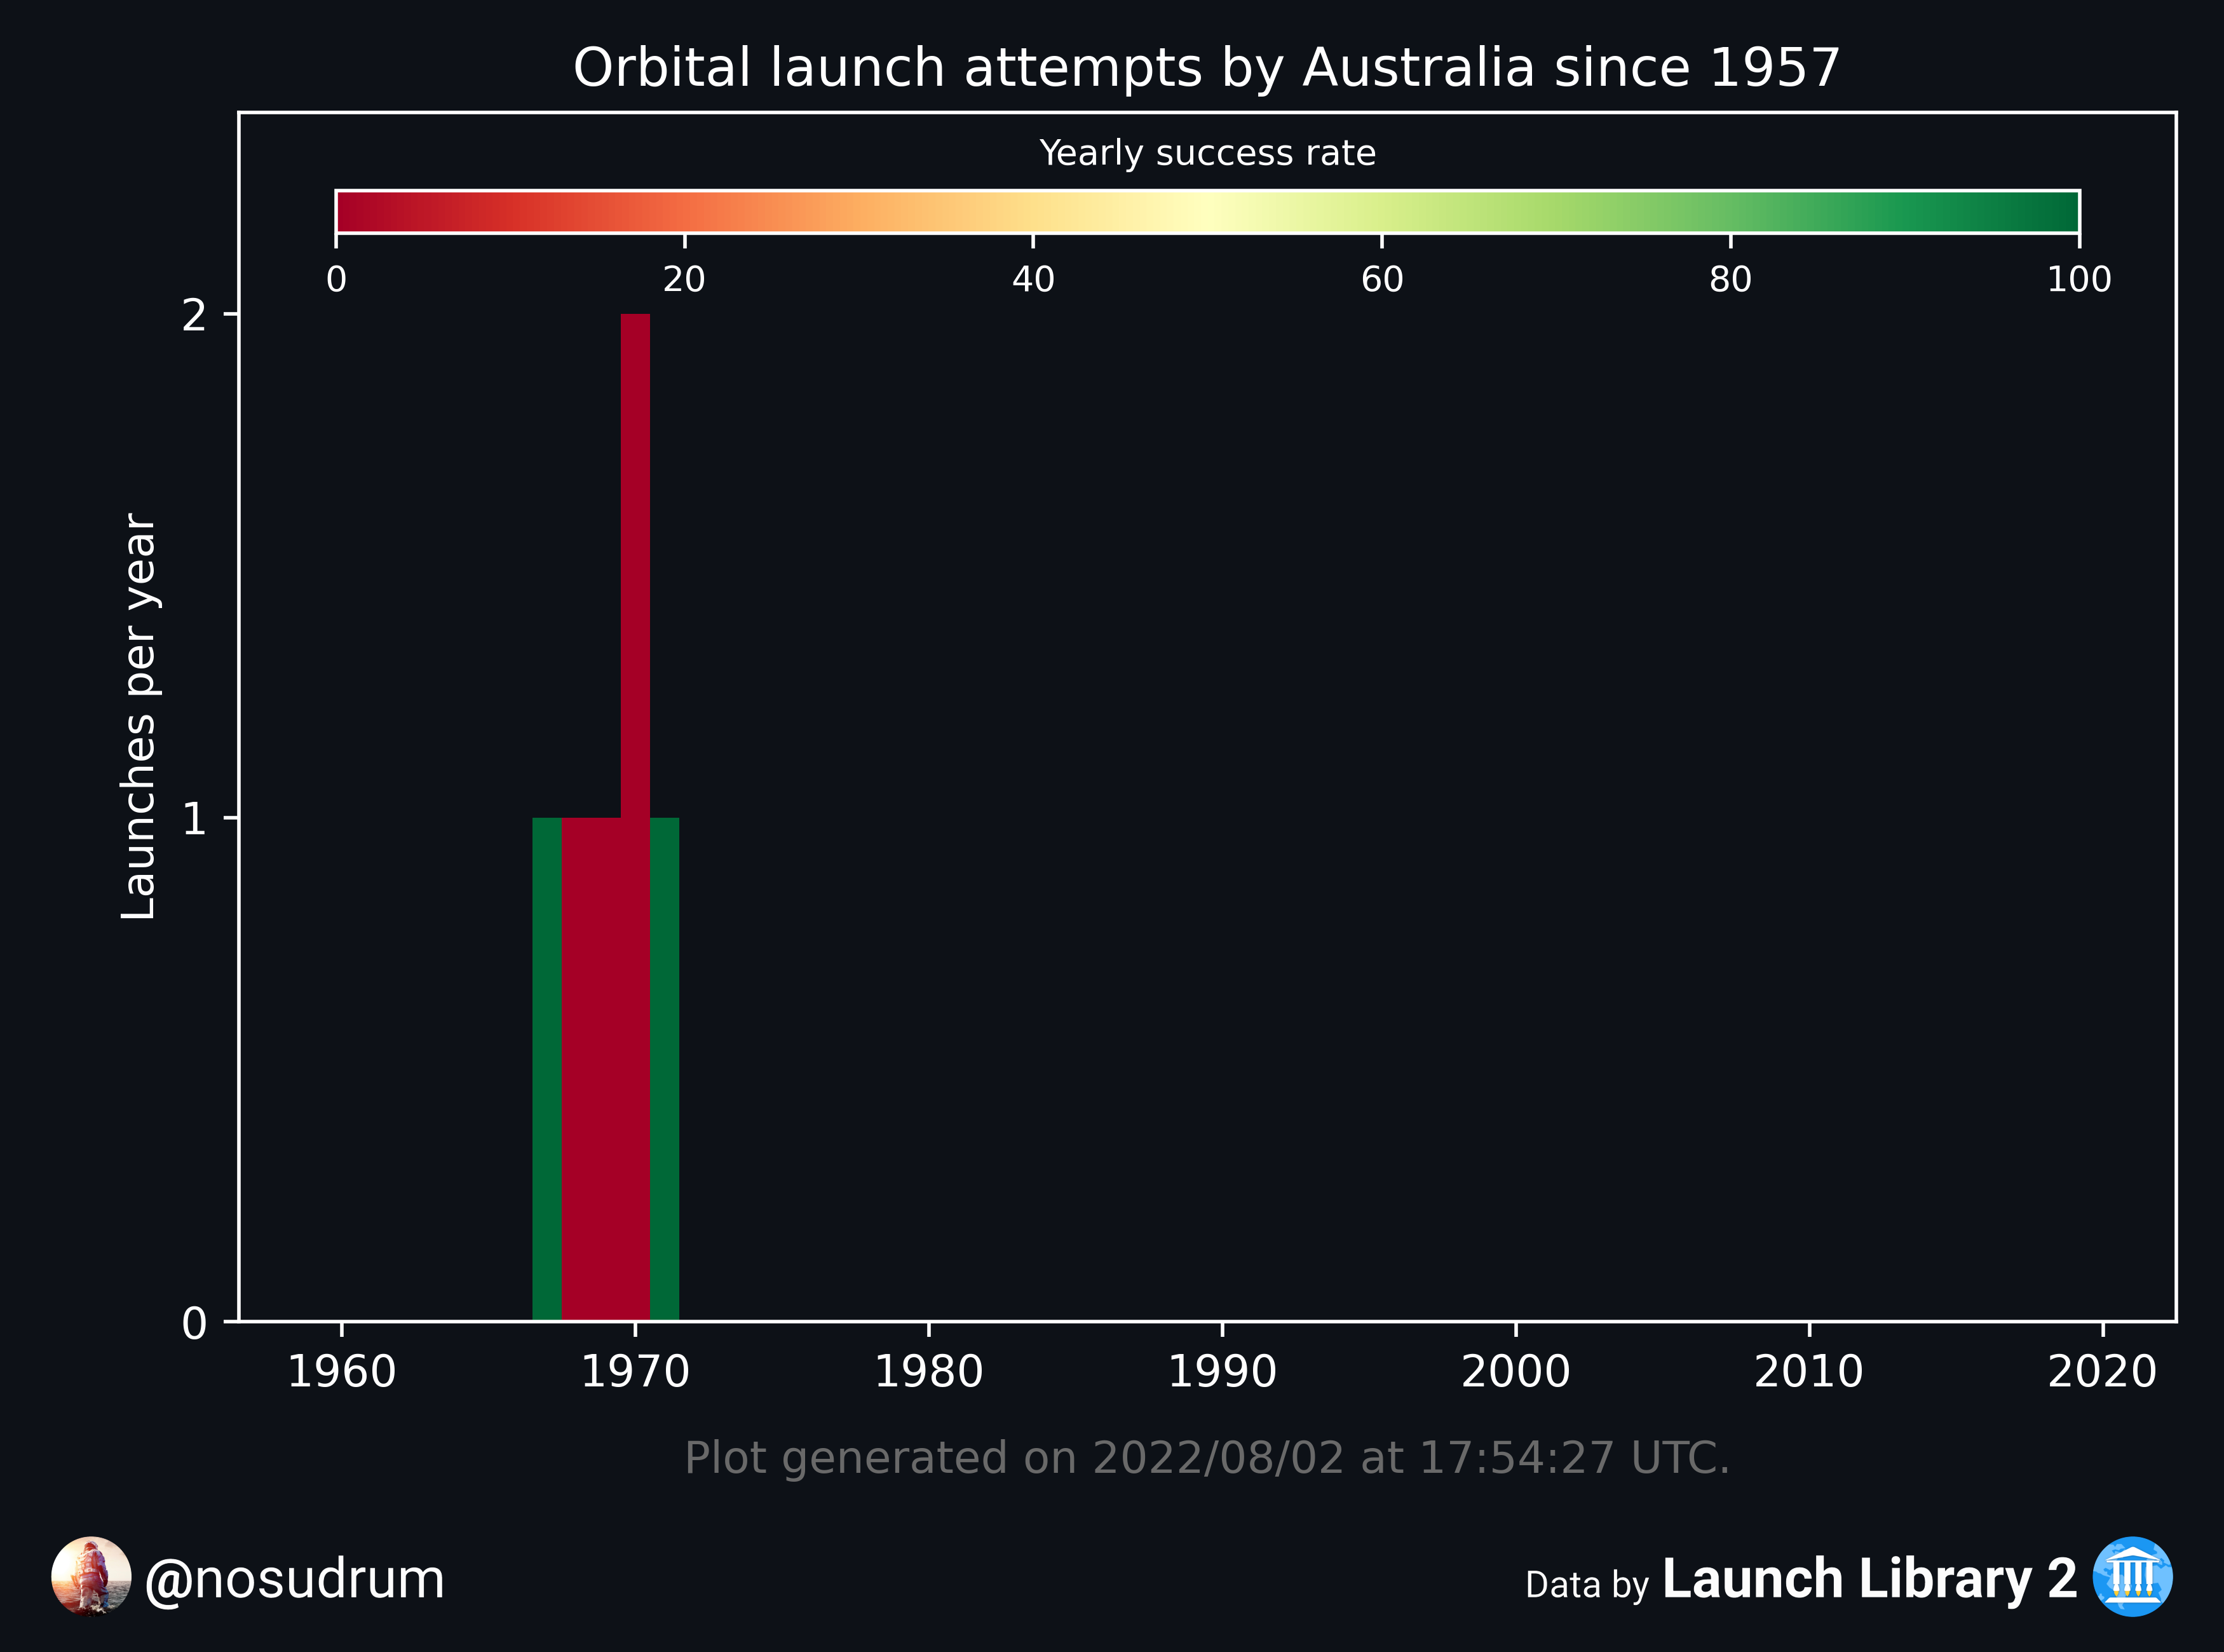 Orbital launch attempts by Australia since 1957
Yearly success rate
0 20 40 60 80 100
2
1
0
Launches per year
1960 1970 1980 1990 2000 2010 2020
Plot generated on 2022/08/02 at 17:54:27 UTC.
@nosudrum
Data by Launch Library 2